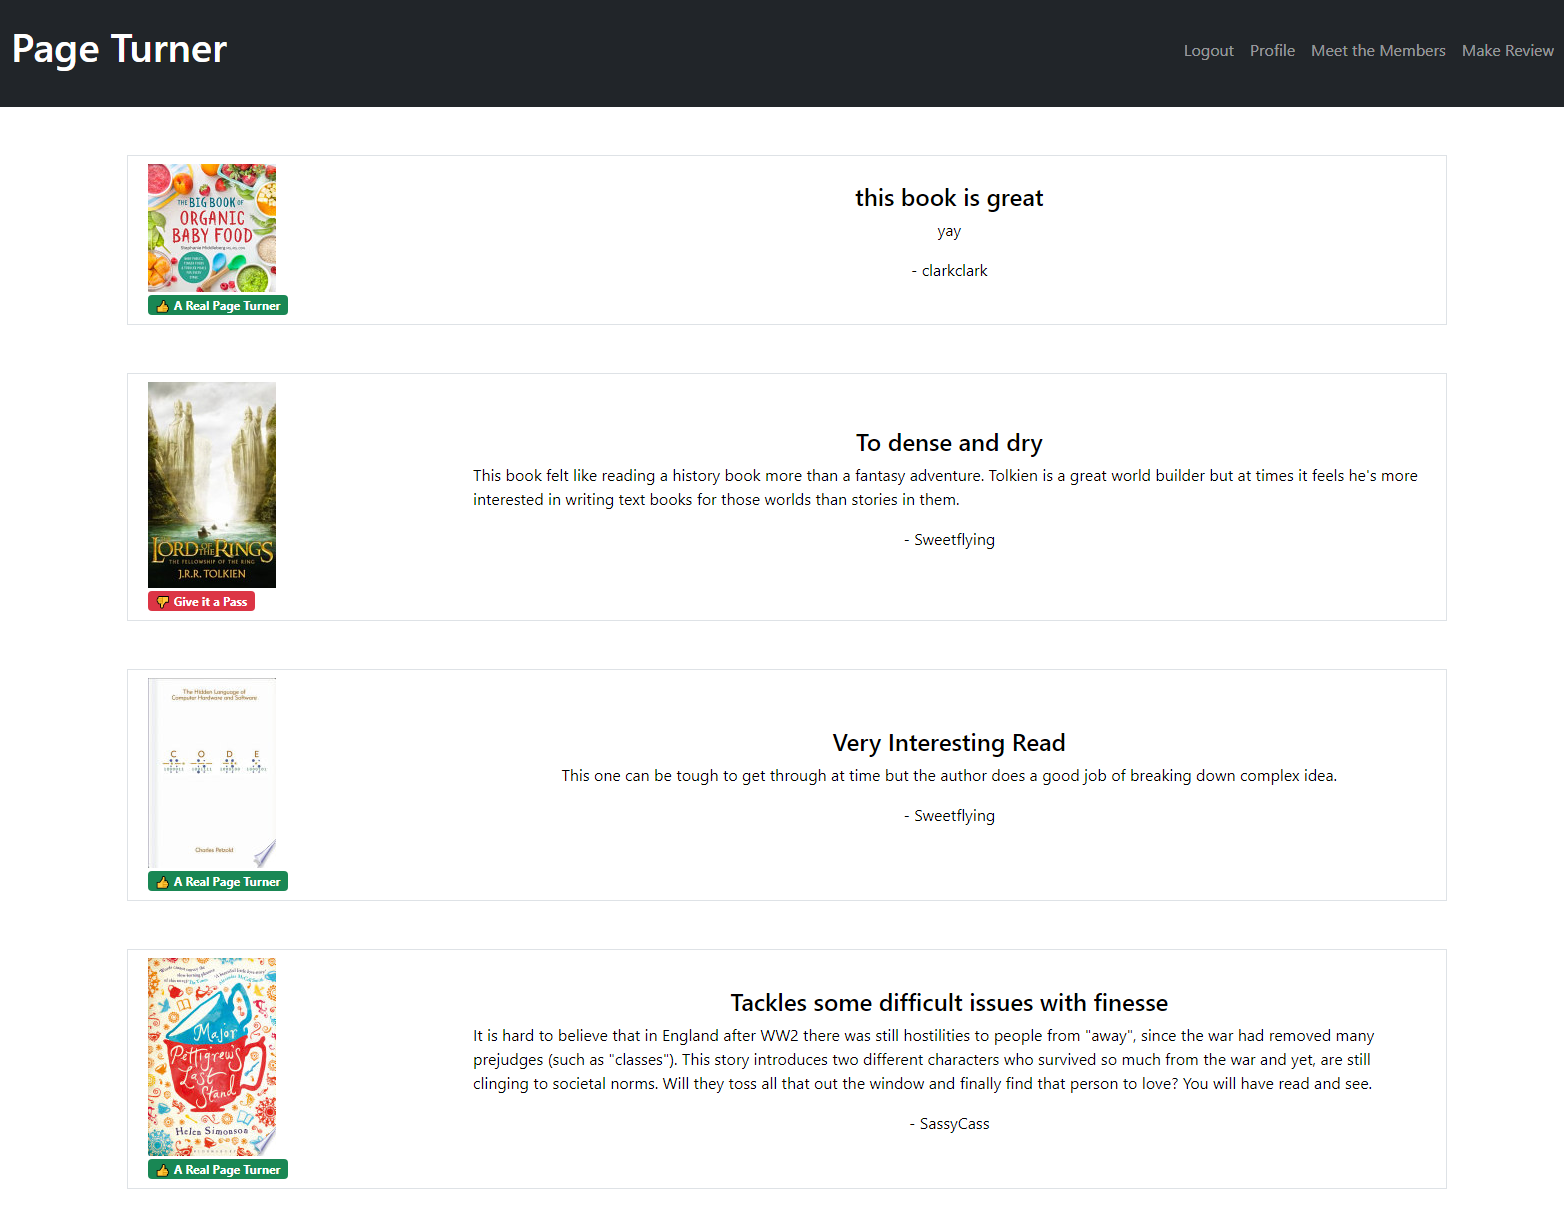 Page Turner
Logout Profile Meet the Members Make Review
THE BIG BOOK OF
ORGANIC
BABY FOOD
Stephanie Middleberg
this book is great
yay
- clarkclark
👍 A Real Page Turner
THE
LORD OF THE RINGS
THE FELLOWSHIP OF THE RING
J.R.R. TOLKIEN
To dense and dry
This book felt like reading a history book more than a fantasy adventure. Tolkien is a great world builder but at times it feels he's more
interested in writing text books for those worlds than stories in them.
- Sweetflying
👎 Give it a Pass
The Hidden Language of
Computer Hardware and Software
C O D E
Charles Petzold
Very Interesting Read
This one can be tough to get through at time but the author does a good job of breaking down complex idea.
- Sweetflying
👍 A Real Page Turner
Major
Pettigrew's
Last
Stand
Helen Simonson
BLOOMSBURY
Tackles some difficult issues with finesse
It is hard to believe that in England after WW2 there was still hostilities to people from "away", since the war had removed many
prejudges (such as "classes"). This story introduces two different characters who survived so much from the war and yet, are still
clinging to societal norms. Will they toss all that out the window and finally find that person to love? You will have read and see.
- SassyCass
👍 A Real Page Turner